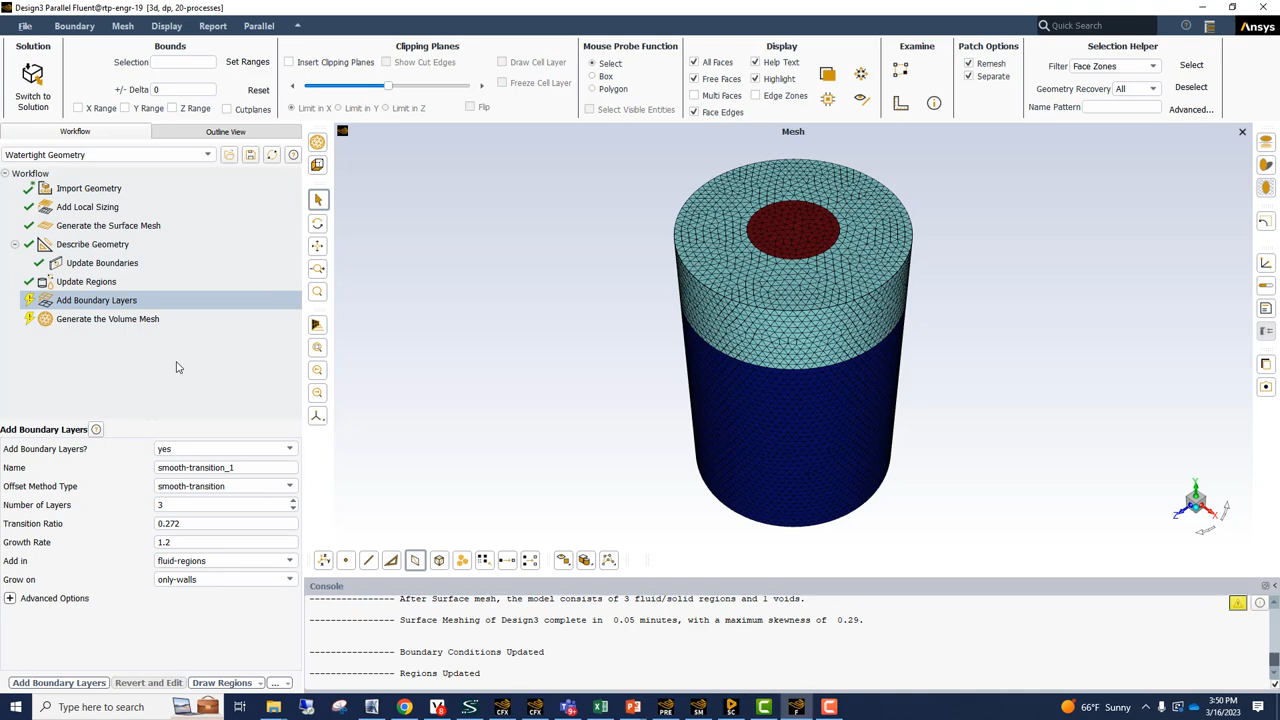 Design3 Parallel Fluent@rtp-engr-19 [3d, dp, 20-processes]
File Boundary Mesh Display Report Parallel Quick Search Ansys
Solution
Switch to
Solution
Bounds
Selection Set Ranges
+/- Delta 0 Reset
X Range Y Range Z Range Cutplanes
Clipping Planes
Insert Clipping Planes Show Cut Edges Draw Cell Layer
Freeze Cell Layer
Limit in X Limit in Y Limit in Z Flip
Mouse Probe Function
Select
Box
Polygon
Select Visible Entities
Display
All Faces Help Text
Free Faces Highlight
Multi Faces Edge Zones
Face Edges
Examine
Patch Options
Remesh
Separate
Selection Helper
Filter Face Zones Select
Geometry Recovery All Deselect
Name Pattern Advanced...
Workflow Outline View
Watertight Geometry
Workflow
Import Geometry
Add Local Sizing
Generate the Surface Mesh
Describe Geometry
Update Boundaries
Update Regions
Add Boundary Layers
Generate the Volume Mesh
Add Boundary Layers
Add Boundary Layers? yes
Name smooth-transition_1
Offset Method Type smooth-transition
Number of Layers 3
Transition Ratio 0.272
Growth Rate 1.2
Add in fluid-regions
Grow on only-walls
Advanced Options
Add Boundary Layers Revert and Edit Draw Regions ...
Mesh
Y
Z X
Console
---------------- After Surface mesh, the model consists of 3 fluid/solid regions and 1 voids.
---------------- Surface Meshing of Design3 complete in 0.05 minutes, with a maximum skewness of 0.29.
---------------- Boundary Conditions Updated
---------------- Regions Updated
Type here to search
CFX CFX PRE SM SC F
66°F Sunny
3:50 PM
3/16/2023